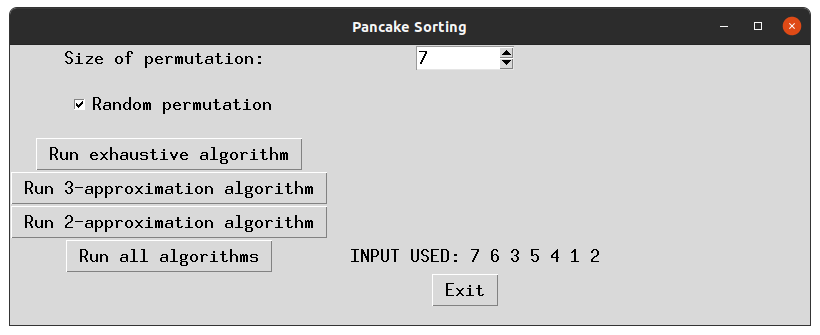 Pancake Sorting
Size of permutation: 7
Random permutation
Run exhaustive algorithm
Run 3-approximation algorithm
Run 2-approximation algorithm
Run all algorithms INPUT USED: 7 6 3 5 4 1 2
Exit